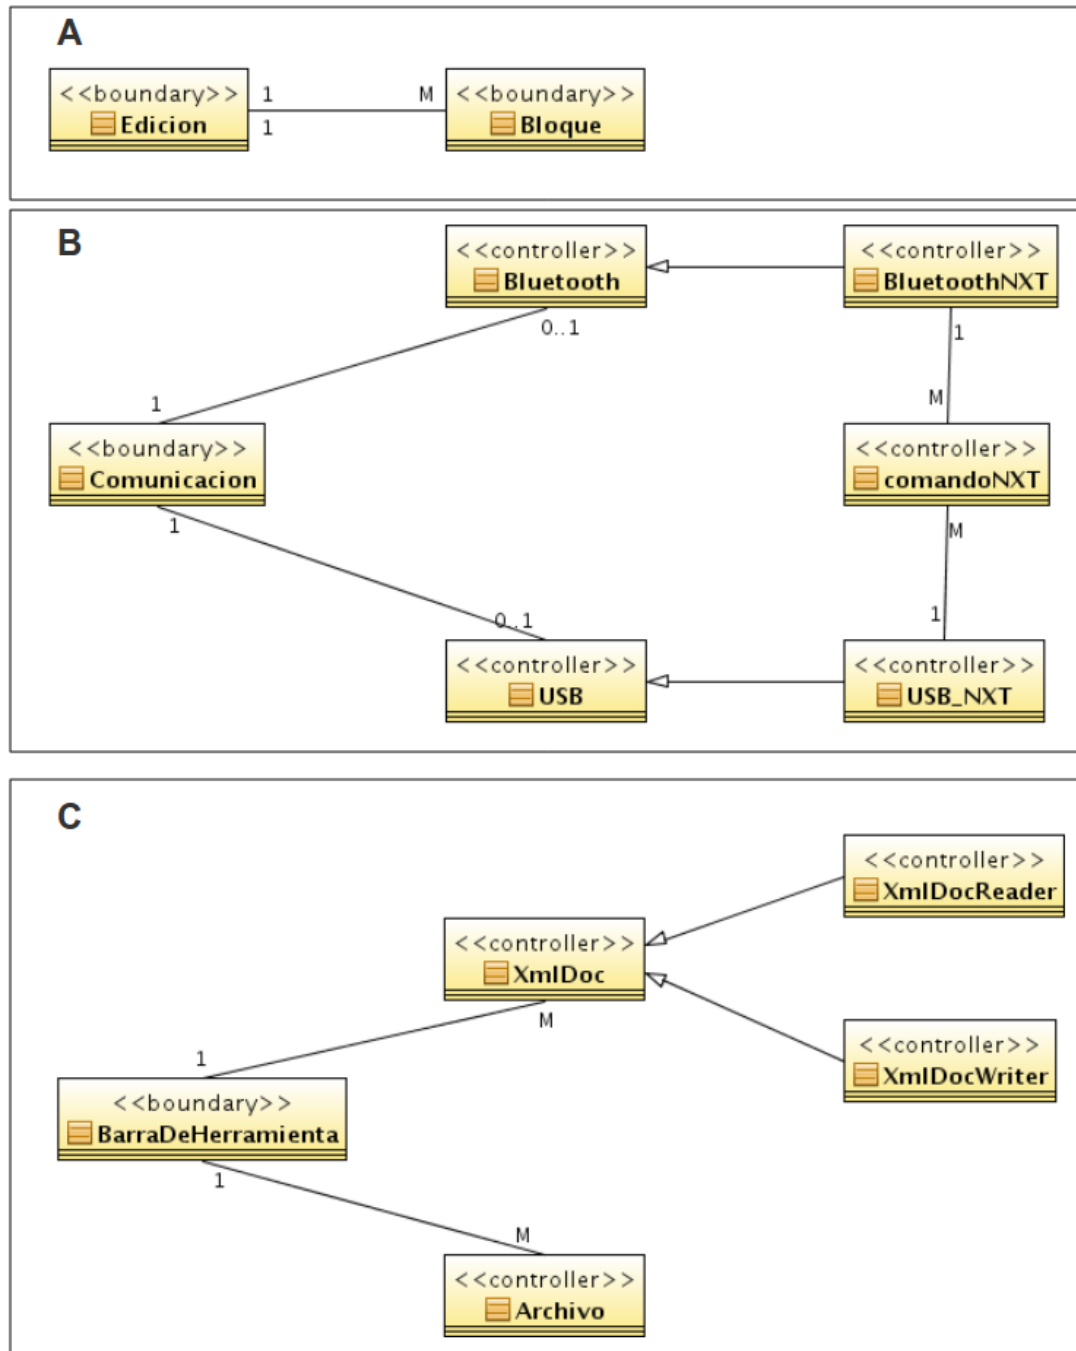 A
<<boundary>>
Edicion
1
1
M
<<boundary>>
Bloque
B
<<controller>>
Bluetooth
0..1
<<controller>>
BluetoothNXT
1
M
1
<<boundary>>
Comunicacion
1
<<controller>>
comandoNXT
M
1
0..1
<<controller>>
USB
<<controller>>
USB_NXT
C
<<controller>>
XmlDocReader
<<controller>>
XmlDoc
M
<<controller>>
XmlDocWriter
1
<<boundary>>
BarraDeHerramienta
1
M
<<controller>>
Archivo